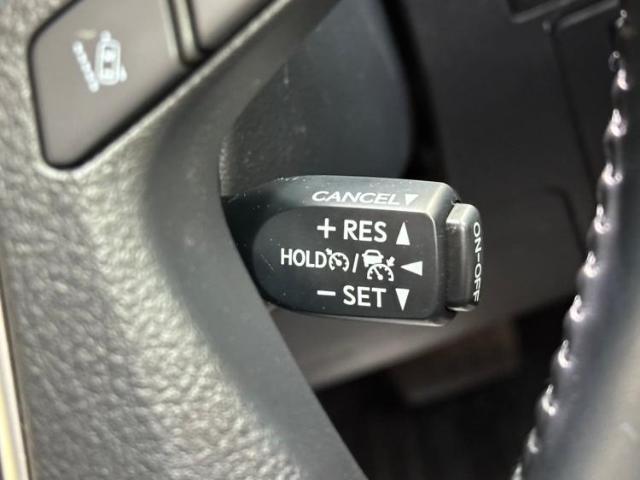 CANCEL▼
+ RES ▲
HOLD / ◀
− SET ▼
ON-OFF